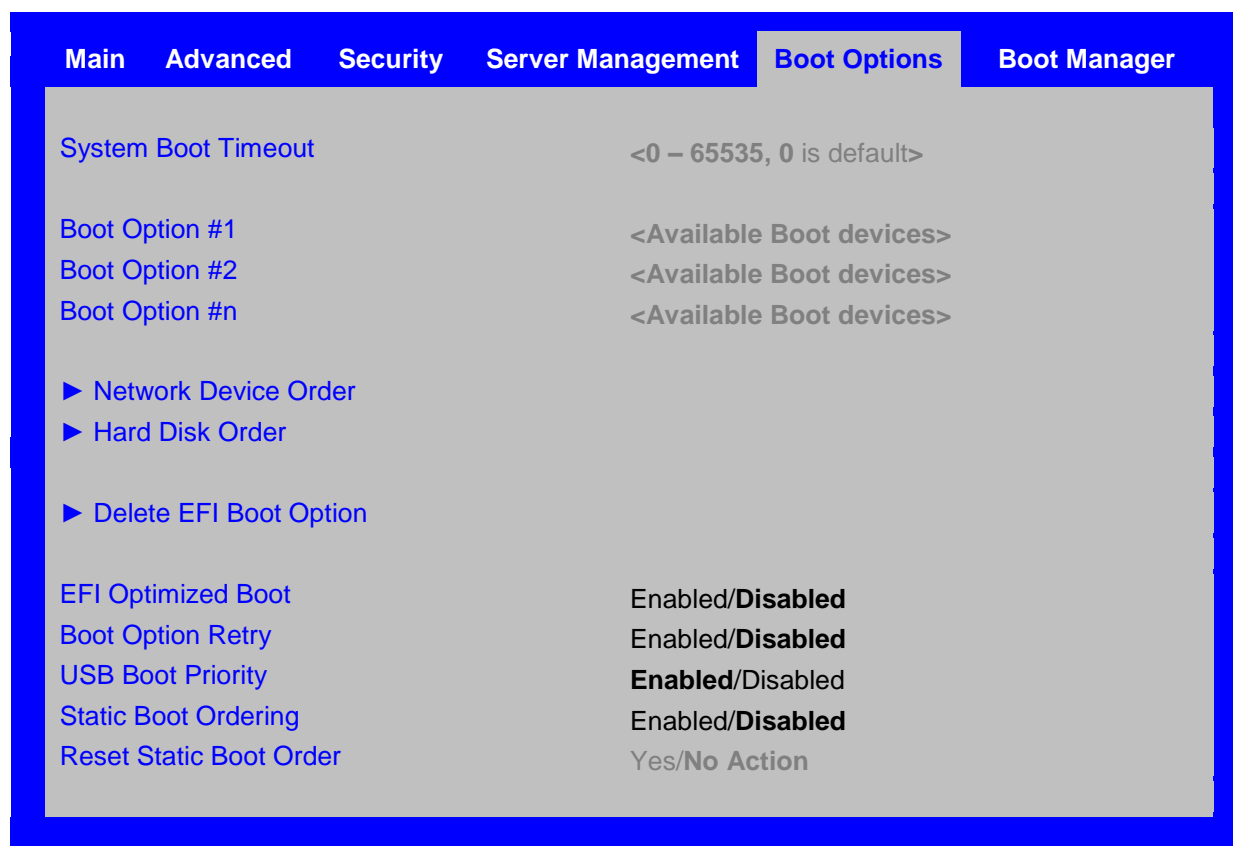 Main Advanced Security Server Management Boot Options Boot Manager
System Boot Timeout <0 – 65535, 0 is default>
Boot Option #1 <Available Boot devices>
Boot Option #2 <Available Boot devices>
Boot Option #n <Available Boot devices>
► Network Device Order
► Hard Disk Order
► Delete EFI Boot Option
EFI Optimized Boot Enabled/Disabled
Boot Option Retry Enabled/Disabled
USB Boot Priority Enabled/Disabled
Static Boot Ordering Enabled/Disabled
Reset Static Boot Order Yes/No Action